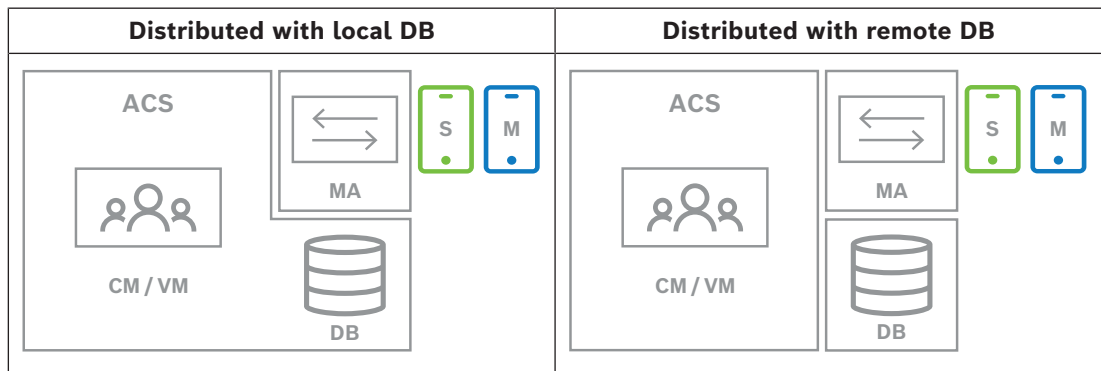 Distributed with local DB
Distributed with remote DB
ACS
S
M
MA
CM / VM
DB
ACS
S
M
MA
CM / VM
DB